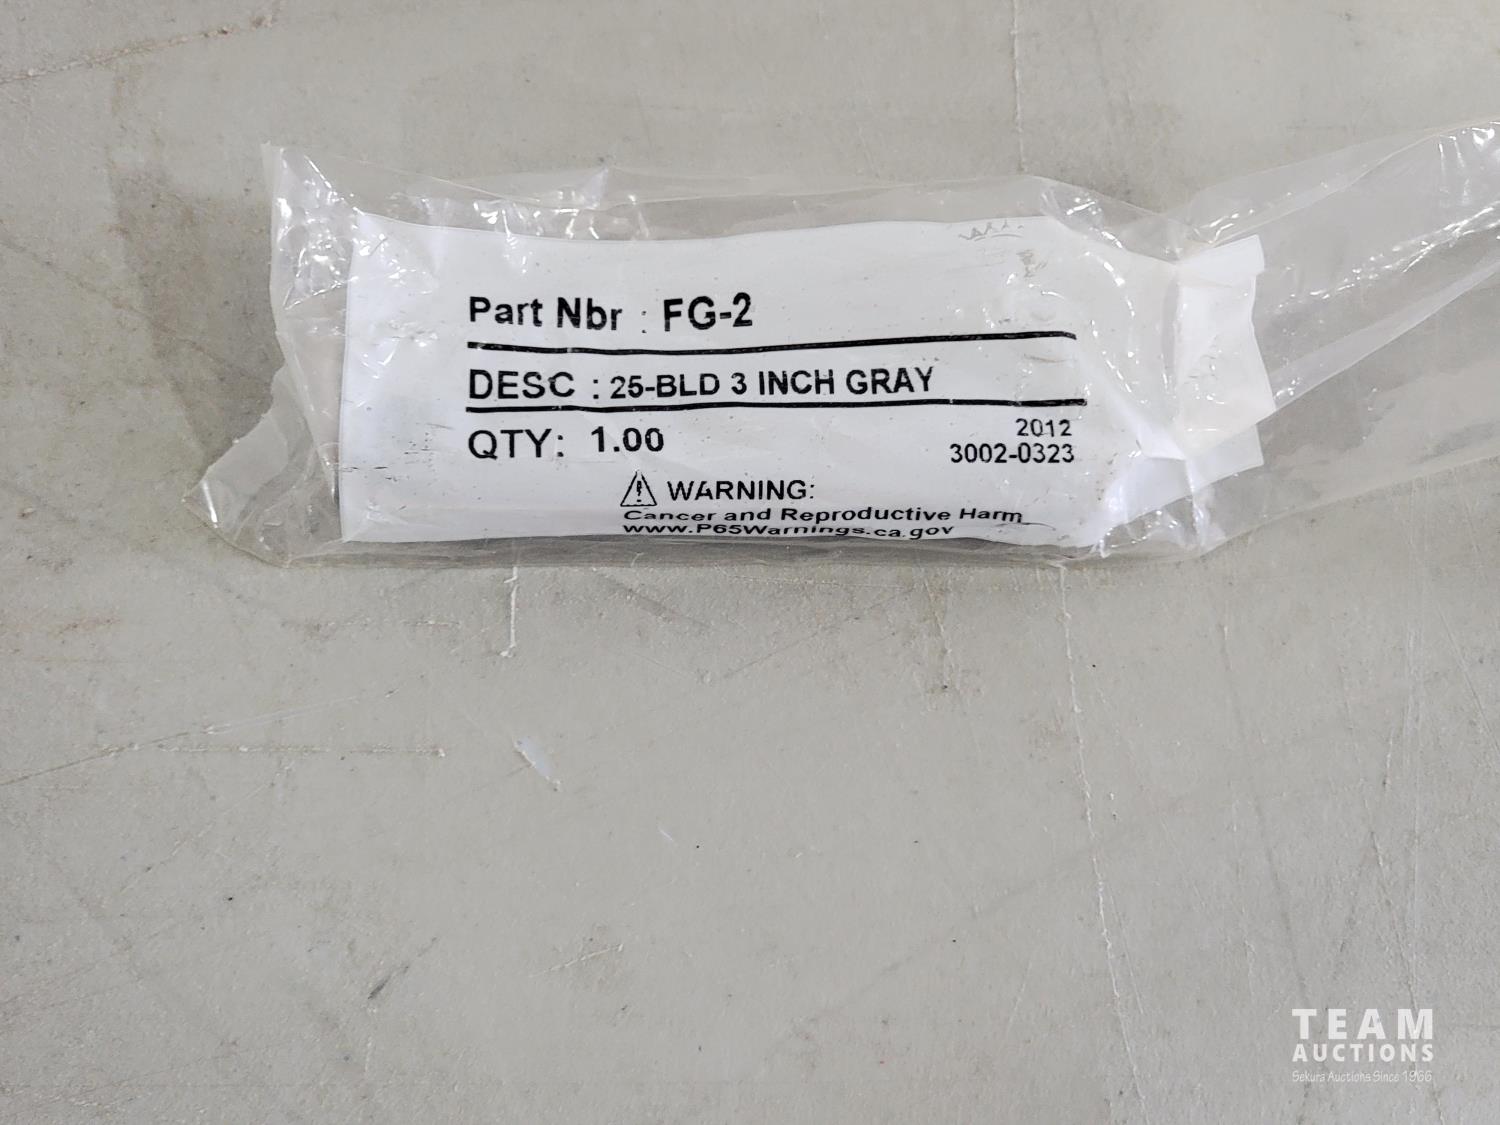 Part Nbr : FG-2
DESC : 25-BLD 3 INCH GRAY
QTY: 1.00
2012
3002-0323
WARNING:
Cancer and Reproductive Harm
www.P65Warnings.ca.gov
TEAM
AUCTIONS
Sekura Auctions Since 1966